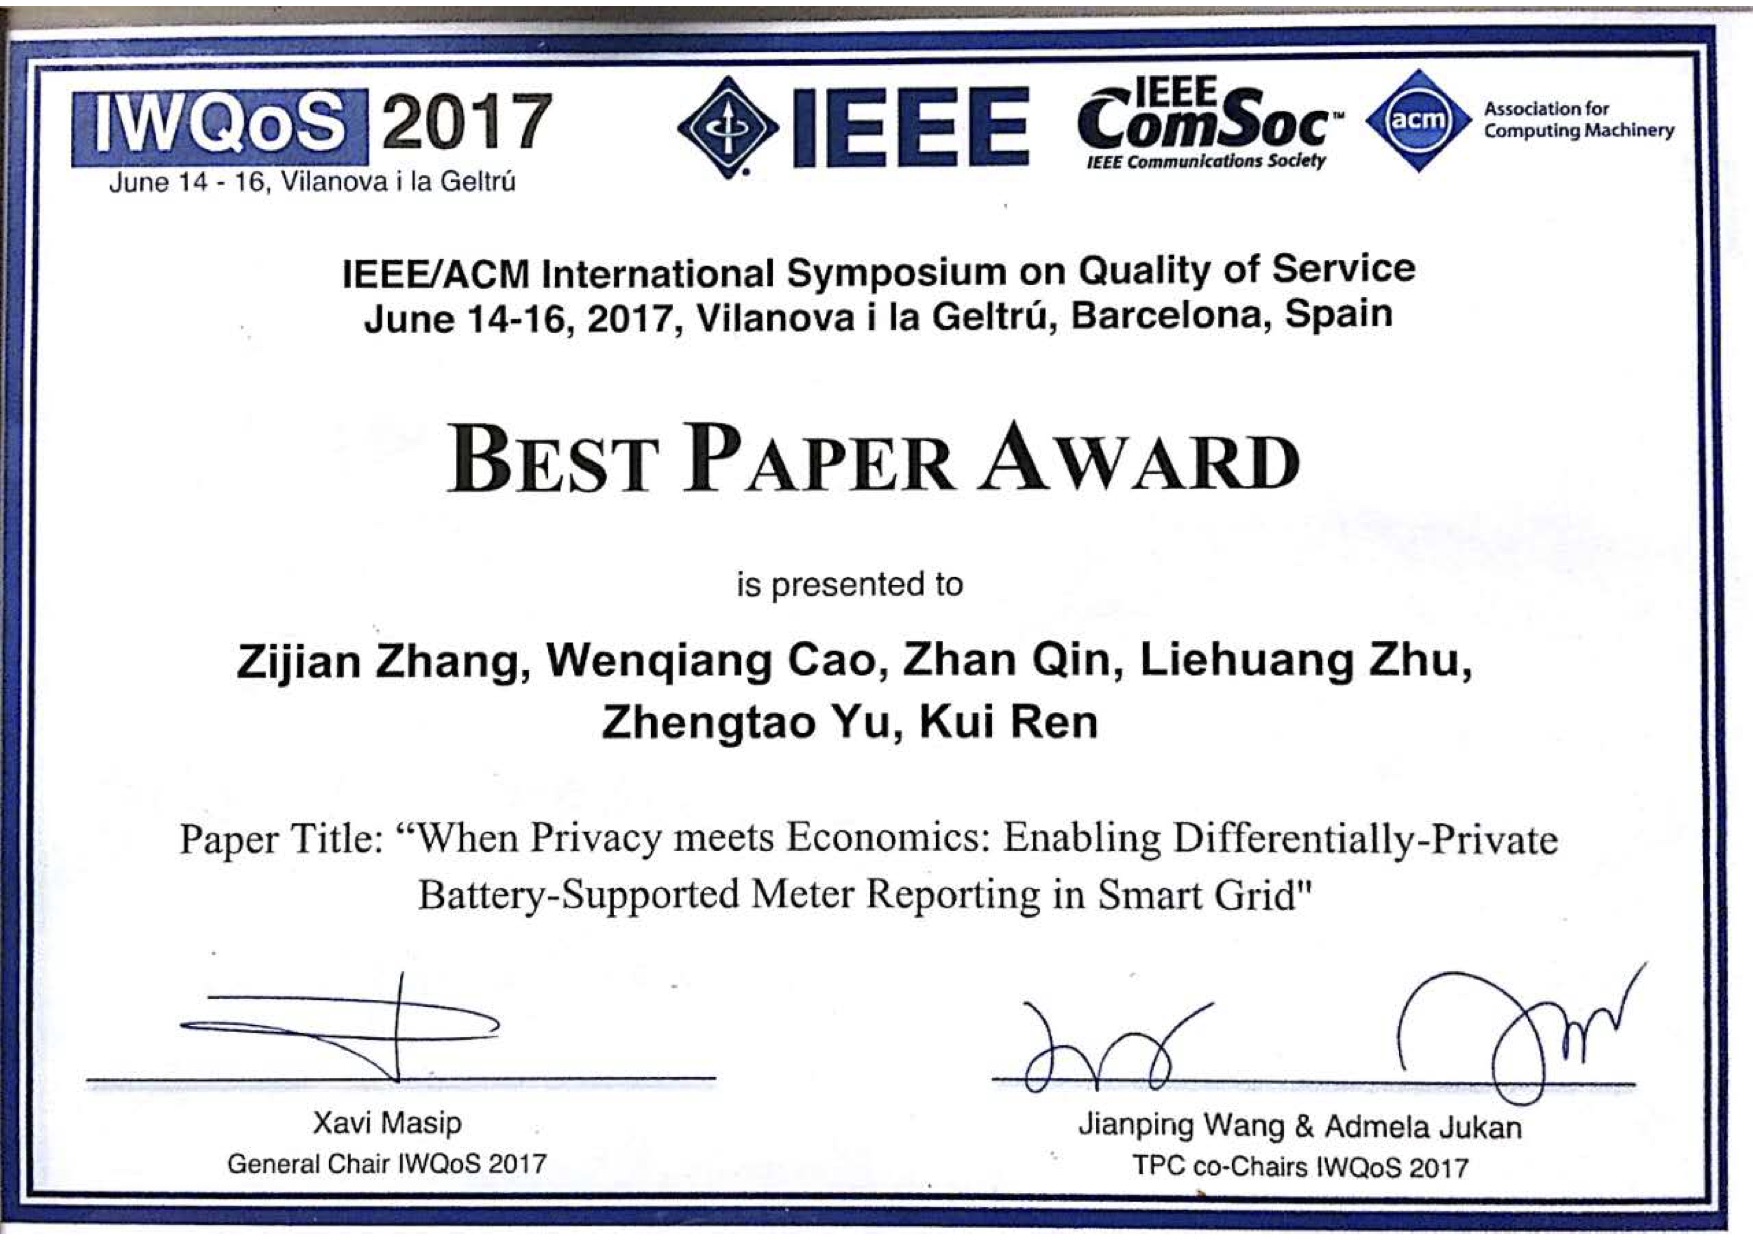 IWQoS 2017
June 14 - 16, Vilanova i la Geltrú
IEEE
IEEE
ComSoc™
IEEE Communications Society
acm
Association for
Computing Machinery
IEEE/ACM International Symposium on Quality of Service
June 14-16, 2017, Vilanova i la Geltrú, Barcelona, Spain
BEST PAPER AWARD
is presented to
Zijian Zhang, Wenqiang Cao, Zhan Qin, Liehuang Zhu,
Zhengtao Yu, Kui Ren
Paper Title: “When Privacy meets Economics: Enabling Differentially-Private
Battery-Supported Meter Reporting in Smart Grid"
Xavi Masip
General Chair IWQoS 2017
Jianping Wang & Admela Jukan
TPC co-Chairs IWQoS 2017